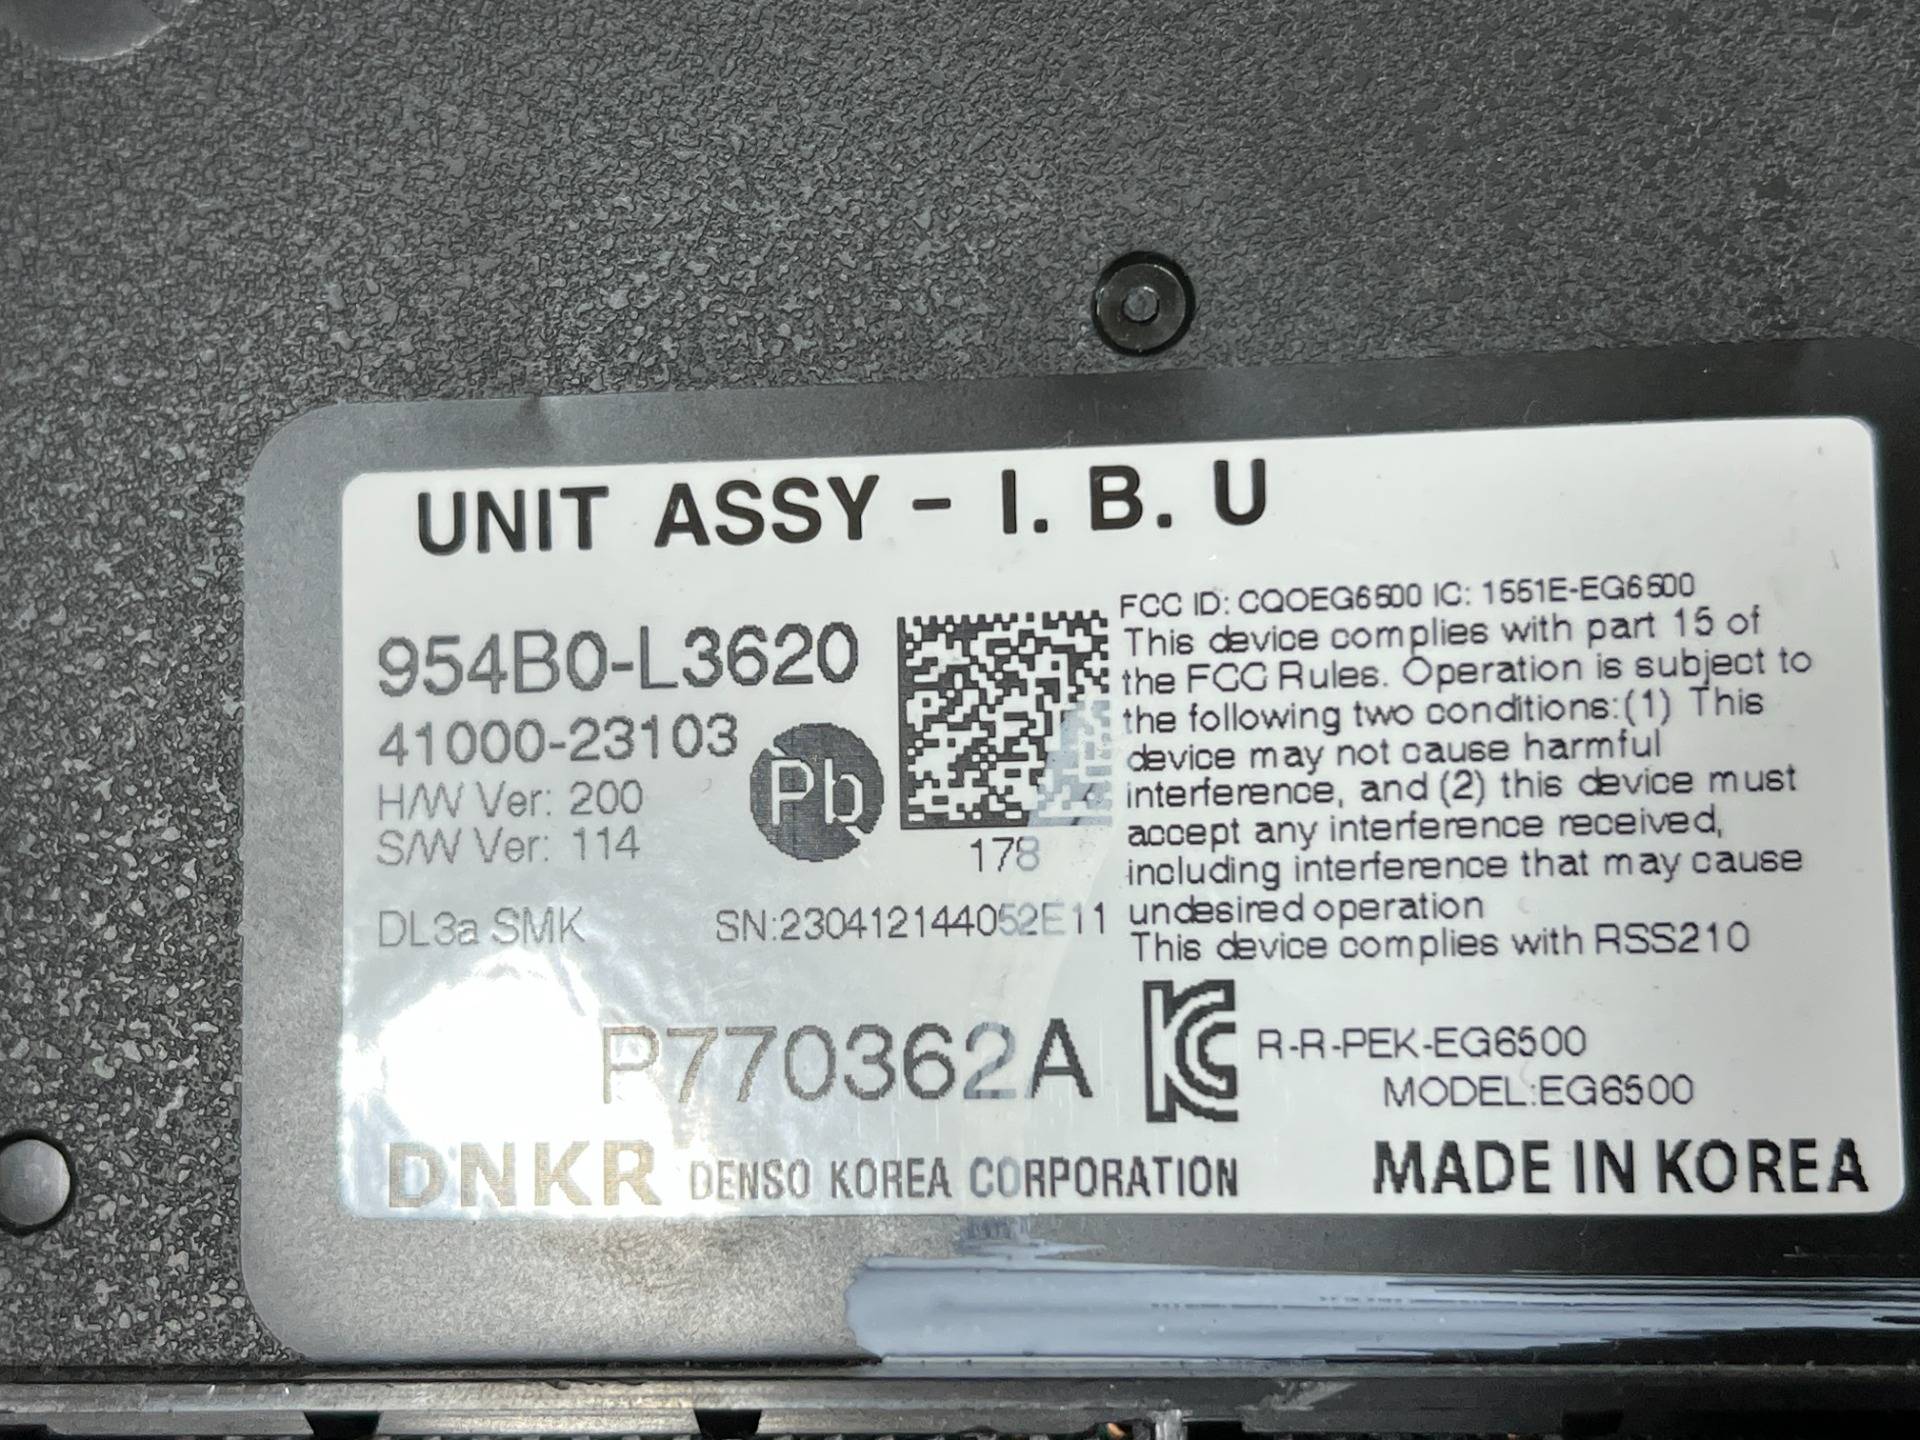 UNIT ASSY - I. B. U
954B0-L3620
41000-23103
H/W Ver: 200
S/W Ver: 114
Pb
178
DL3a SMK
SN:230412144052E11
FCC ID: CQOEG6500 IC: 1551E-EG6500
This device complies with part 15 of
the FCC Rules. Operation is subject to
the following two conditions:(1) This
device may not cause harmful
interference, and (2) this device must
accept any interference received,
including interference that may cause
undesired operation
This device complies with RSS210
P770362A
R-R-PEK-EG6500
MODEL:EG6500
DNKR DENSO KOREA CORPORATION
MADE IN KOREA